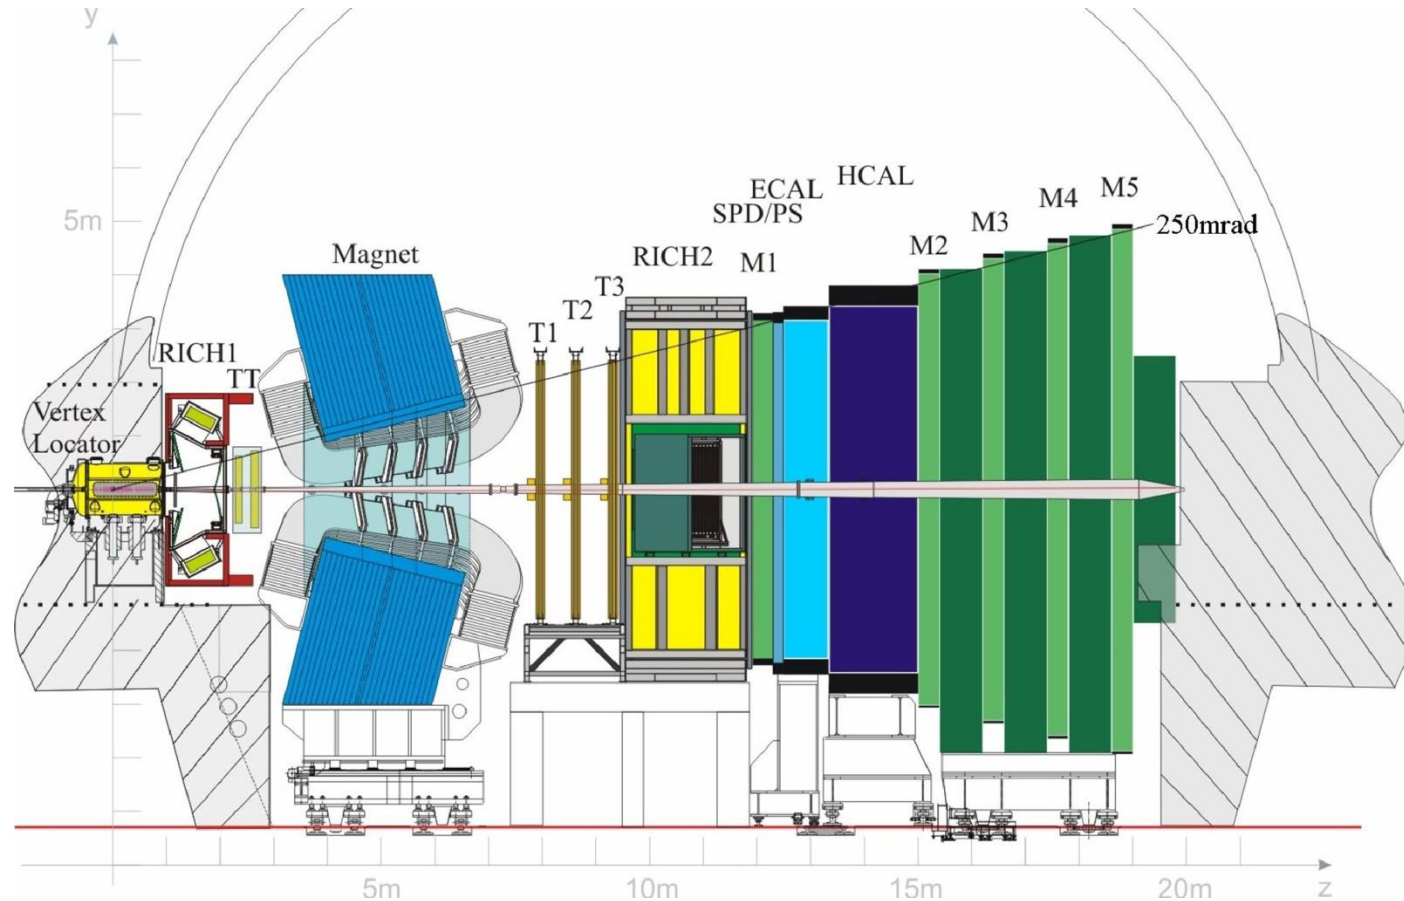 y
HCAL
ECAL
M5
SPD/PS
M4
5m
M3
250mrad
Magnet
RICH2
M1
M2
T3
T2
T1
RICH1
TT
Vertex
Locator
5m
10m
15m
20m
z